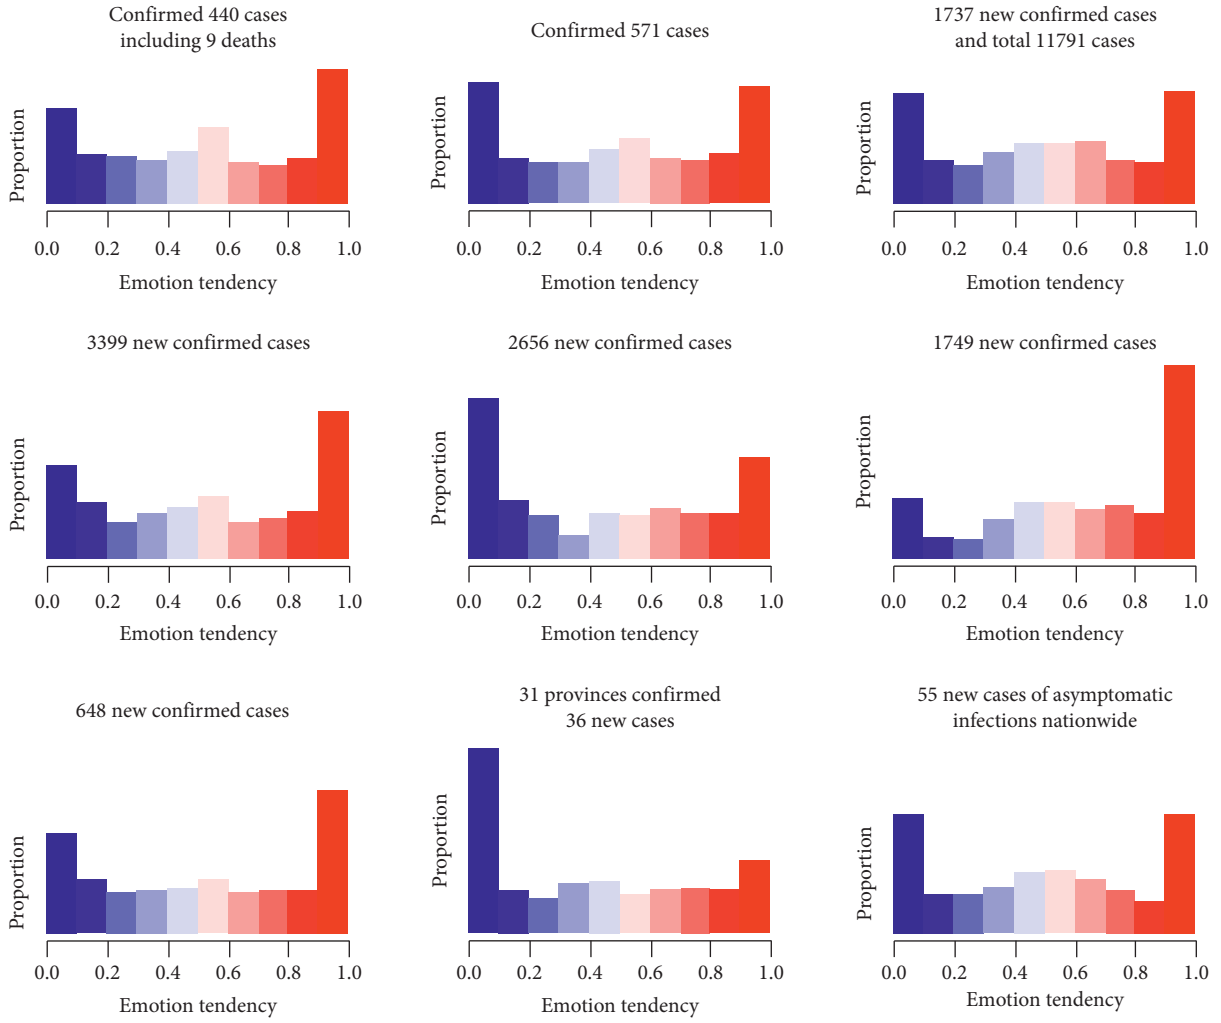 Confirmed 440 cases
including 9 deaths
Proportion
0.0 0.2 0.4 0.6 0.8 1.0
Emotion tendency
Confirmed 571 cases
Proportion
0.0 0.2 0.4 0.6 0.8 1.0
Emotion tendency
1737 new confirmed cases
and total 11791 cases
Proportion
0.0 0.2 0.4 0.6 0.8 1.0
Emotion tendency
3399 new confirmed cases
Proportion
0.0 0.2 0.4 0.6 0.8 1.0
Emotion tendency
2656 new confirmed cases
Proportion
0.0 0.2 0.4 0.6 0.8 1.0
Emotion tendency
1749 new confirmed cases
Proportion
0.0 0.2 0.4 0.6 0.8 1.0
Emotion tendency
648 new confirmed cases
Proportion
0.0 0.2 0.4 0.6 0.8 1.0
Emotion tendency
31 provinces confirmed
36 new cases
Proportion
0.0 0.2 0.4 0.6 0.8 1.0
Emotion tendency
55 new cases of asymptomatic
infections nationwide
Proportion
0.0 0.2 0.4 0.6 0.8 1.0
Emotion tendency